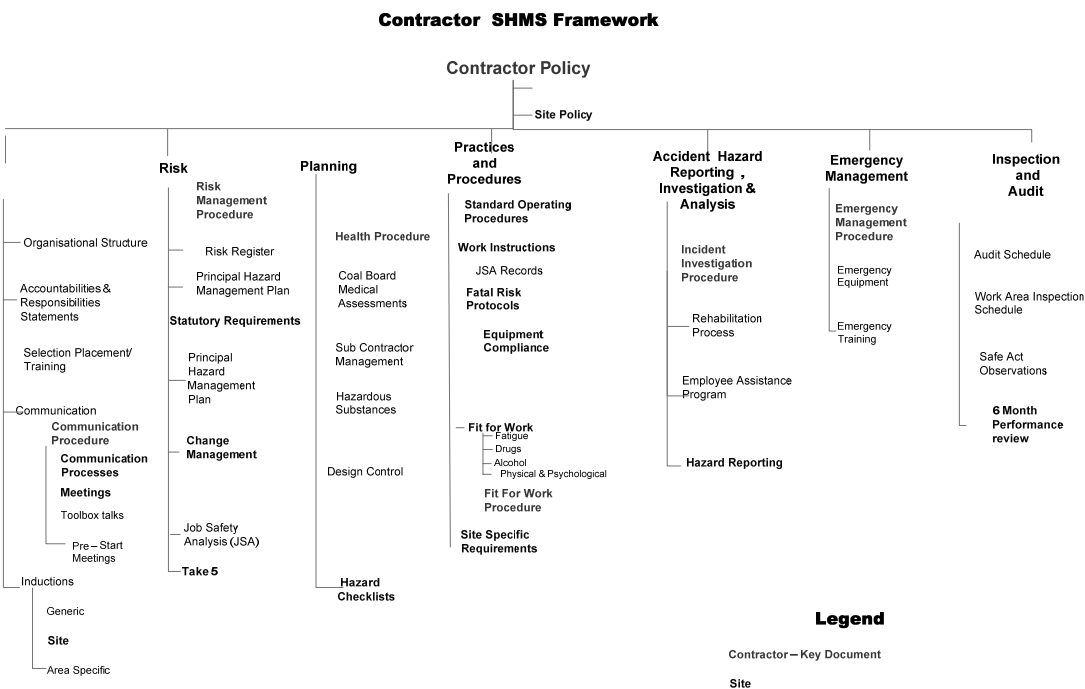 Contractor SHMS Framework
Contractor Policy
Site Policy
Organisational Structure
Accountabilities &
Responsibilities
Statements
Selection Placement/
Training
Communication
Communication
Procedure
Communication
Processes
Meetings
Toolbox talks
Pre – Start
Meetings
Inductions
Generic
Site
Area Specific
Risk
Risk
Management
Procedure
Risk Register
Principal Hazard
Management Plan
Statutory Requirements
Principal
Hazard
Management
Plan
Change
Management
Job Safety
Analysis (JSA)
Take 5
Planning
Health Procedure
Coal Board
Medical
Assessments
Sub Contractor
Management
Hazardous
Substances
Design Control
Hazard
Checklists
Practices
and
Procedures
Standard Operating
Procedures
Work Instructions
JSA Records
Fatal Risk
Protocols
Equipment
Compliance
Fit for Work
Fatigue
Drugs
Alcohol
Physical & Psychological
Fit For Work
Procedure
Site Specific
Requirements
Accident Hazard
Reporting ,
Investigation &
Analysis
Incident
Investigation
Procedure
Rehabilitation
Process
Employee Assistance
Program
Hazard Reporting
Emergency
Management
Emergency
Management
Procedure
Emergency
Equipment
Emergency
Training
Inspection
and
Audit
Audit Schedule
Work Area Inspection
Schedule
Safe Act
Observations
6 Month
Performance
review
Legend
Contractor – Key Document
Site